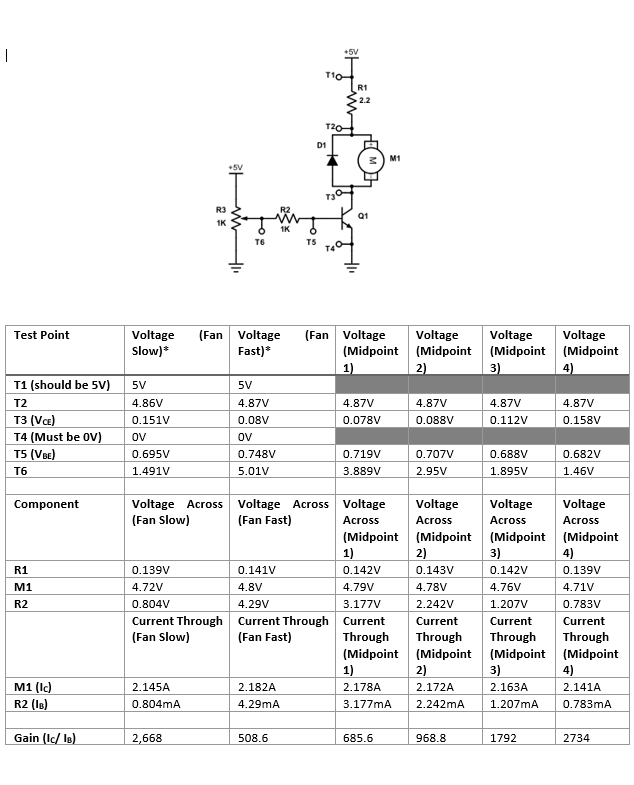 +5V
T1
R1
2.2
T2
D1
M
M1
+5V
T3
R3
1K
R2
1K
Q1
T6
T5
T4
Test Point Voltage (Fan Slow)* Voltage (Fan Fast)* Voltage (Midpoint 1) Voltage (Midpoint 2) Voltage (Midpoint 3) Voltage (Midpoint 4)
T1 (should be 5V) 5V 5V
T2 4.86V 4.87V 4.87V 4.87V 4.87V 4.87V
T3 (VCE) 0.151V 0.08V 0.078V 0.088V 0.112V 0.158V
T4 (Must be 0V) 0V 0V
T5 (VBE) 0.695V 0.748V 0.719V 0.707V 0.688V 0.682V
T6 1.491V 5.01V 3.889V 2.95V 1.895V 1.46V
Component Voltage Across (Fan Slow) Voltage Across (Fan Fast) Voltage Across (Midpoint 1) Voltage Across (Midpoint 2) Voltage Across (Midpoint 3) Voltage Across (Midpoint 4)
R1 0.139V 0.141V 0.142V 0.143V 0.142V 0.139V
M1 4.72V 4.8V 4.79V 4.78V 4.76V 4.71V
R2 0.804V 4.29V 3.177V 2.242V 1.207V 0.783V
Current Through (Fan Slow) Current Through (Fan Fast) Current Through (Midpoint 1) Current Through (Midpoint 2) Current Through (Midpoint 3) Current Through (Midpoint 4)
M1 (IC) 2.145A 2.182A 2.178A 2.172A 2.163A 2.141A
R2 (IB) 0.804mA 4.29mA 3.177mA 2.242mA 1.207mA 0.783mA
Gain (IC/ IB) 2,668 508.6 685.6 968.8 1792 2734